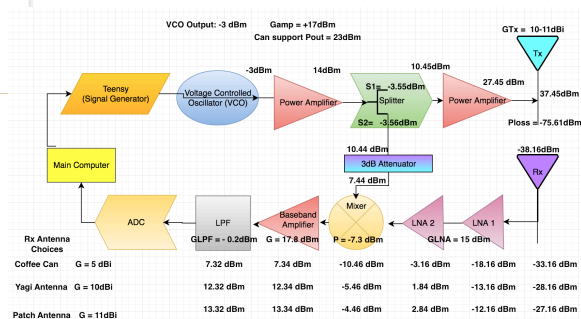 VCO Output: -3 dBm Gamp = +17dBm
Can support Pout = 23dBm
GTx = 10-11dBi
Tx
-3dBm 14dBm 10.45dBm
27.45 dBm
37.45dBm
Teensy
(Signal Generator)
Voltage Controlled
Oscillator (VCO)
Power Amplifier
S1= -3.55dBm
Splitter
S2= -3.56dBm
Power Amplifier
Ploss = -75.61dBm
10.44 dBm
3dB Attenuator
7.44 dBm
-38.16dBm
Rx
Main Computer
ADC
LPF
GLPF = - 0.2dBm
Baseband
Amplifier
G = 17.8 dBm
Mixer
P = -7.3 dBm
LNA 2
LNA 1
GLNA = 15 dBm
Rx Antenna
Choices
Coffee Can G = 5 dBi 7.32 dBm 7.34 dBm -10.46 dBm -3.16 dBm -18.16 dBm -33.16 dBm
Yagi Antenna G = 10dBi 12.32 dBm 12.34 dBm -5.46 dBm 1.84 dBm -13.16 dBm -28.16 dBm
Patch Antenna G = 11dBi 13.32 dBm 13.34 dBm -4.46 dBm 2.84 dBm -12.16 dBm -27.16 dBm